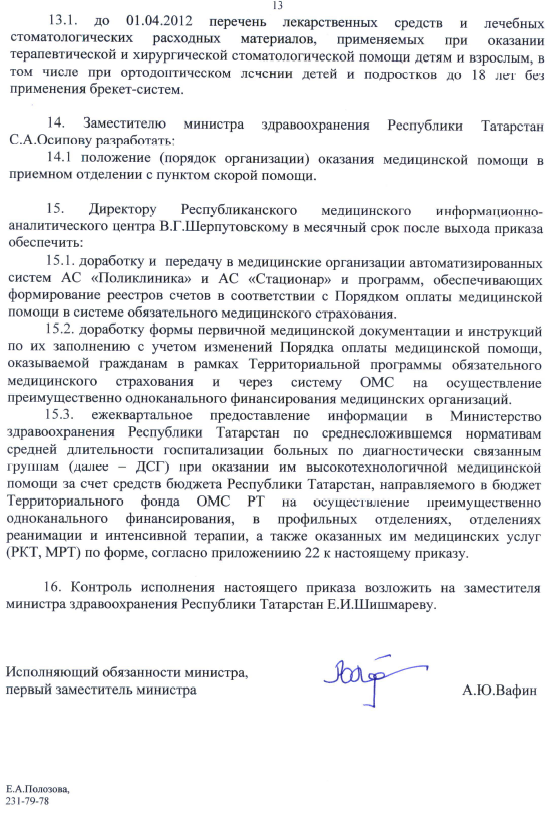 13
13.1. до 01.04.2012 перечень лекарственных средств и лечебных
стоматологических расходных материалов, применяемых при оказании
терапевтической и хирургической стоматологической помощи детям и взрослым, в
том числе при ортодоптическом лечении детей и подростков до 18 лет без
применения брекет-систем.
14. Заместителю министра здравоохранения Республики Татарстан
С.А.Осипову разработать:
14.1 положение (порядок организации) оказания медицинской помощи в
приемном отделении с пунктом скорой помощи.
15. Директору Республиканского медицинского информационно-
аналитического центра В.Г.Шерпутовскому в месячный срок после выхода приказа
обеспечить:
15.1. доработку и передачу в медицинские организации автоматизированных
систем АС «Поликлиника» и АС «Стационар» и программ, обеспечивающих
формирование реестров счетов в соответствии с Порядком оплаты медицинской
помощи в системе обязательного медицинского страхования.
15.2. доработку формы первичной медицинской документации и инструкций
по их заполнению с учетом изменений Порядка оплаты медицинской помощи,
оказываемой гражданам в рамках Территориальной программы обязательного
медицинского страхования и через систему ОМС на осуществление
преимущественно одноканального финансирования медицинских организаций.
15.3. ежеквартальное предоставление информации в Министерство
здравоохранения Республики Татарстан по среднесложившемся нормативам
средней длительности госпитализации больных по диагностически связанным
группам (далее – ДСГ) при оказании им высокотехнологичной медицинской
помощи за счет средств бюджета Республики Татарстан, направляемого в бюджет
Территориального фонда ОМС РТ на осуществление преимущественно
одноканального финансирования, в профильных отделениях, отделениях
реанимации и интенсивной терапии, а также оказанных им медицинских услуг
(РКТ, МРТ) по форме, согласно приложениию 22 к настоящему приказу.
16. Контроль исполнения настоящего приказа возложить на заместителя
министра здравоохранения Республики Татарстан Е.И.Шишмареву.
Исполняющий обязанности министра,
первый заместитель министра А.Ю.Вафин
Е.А.Полозова,
231-79-78